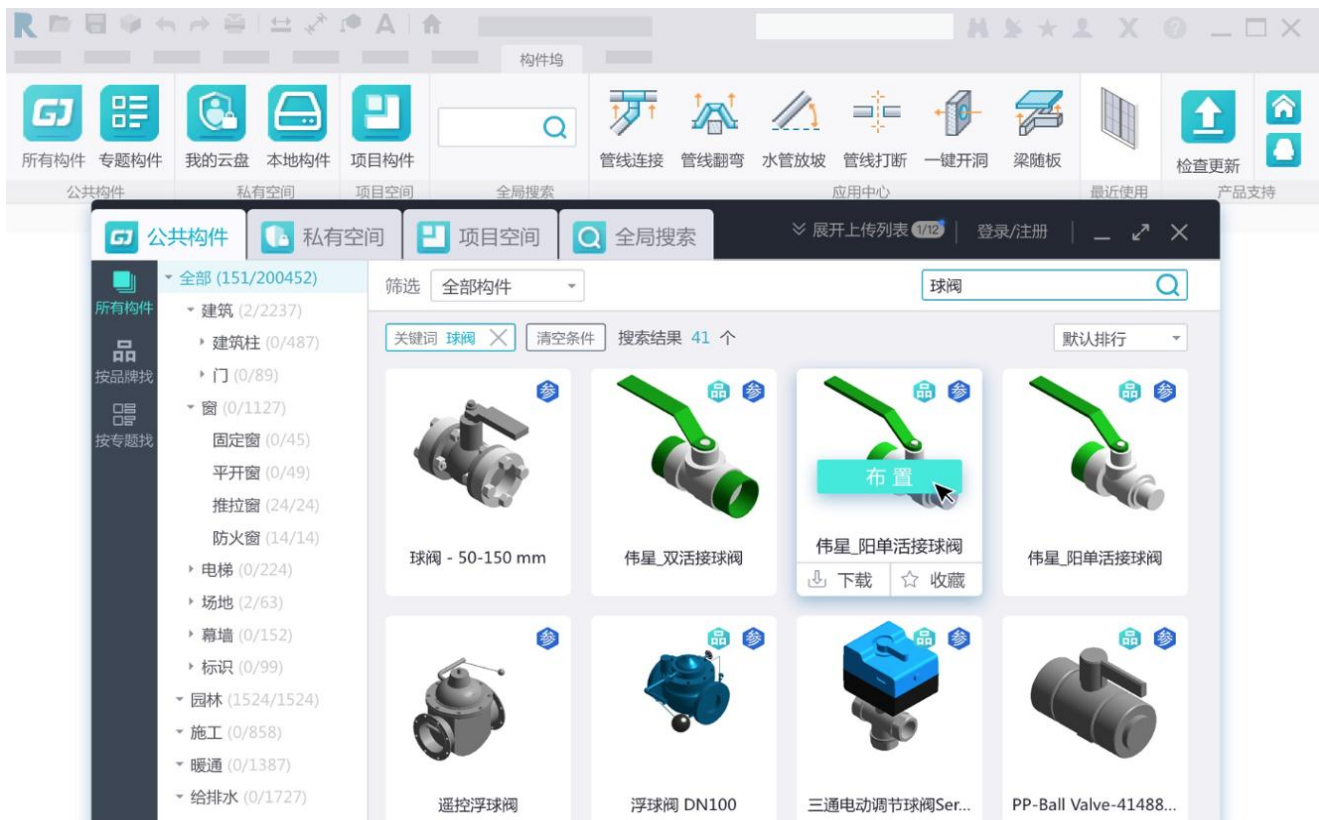 构件坞
GJ
所有构件 专题构件 我的云盘 本地构件 项目构件 管线连接 管线翻弯 水管放坡 管线打断 一键开洞 梁随板 检查更新
公共构件 私有空间 项目空间 全局搜索 应用中心 最近使用 产品支持
GJ 公共构件 私有空间 项目空间 全局搜索 展开上传列表 1/12 登录/注册
所有构件
按品牌找
按专题找
全部 (151/200452)
建筑 (2/2237)
建筑柱 (0/487)
门 (0/89)
窗 (0/1127)
固定窗 (0/45)
平开窗 (0/49)
推拉窗 (24/24)
防火窗 (14/14)
电梯 (0/224)
场地 (2/63)
幕墙 (0/152)
标识 (0/99)
园林 (1524/1524)
施工 (0/858)
暖通 (0/1387)
给排水 (0/1727)
筛选 全部构件 球阀
关键词 球阀 清空条件 搜索结果 41 个 默认排行
参 品 参 品 参 品 参
布置
球阀 - 50-150 mm 伟星_双活接球阀 伟星_阳单活接球阀 伟星_阳单活接球阀
下载 收藏
参 品 参 品 参 品 参
遥控浮球阀 浮球阀 DN100 三通电动调节球阀Ser... PP-Ball Valve-41488...